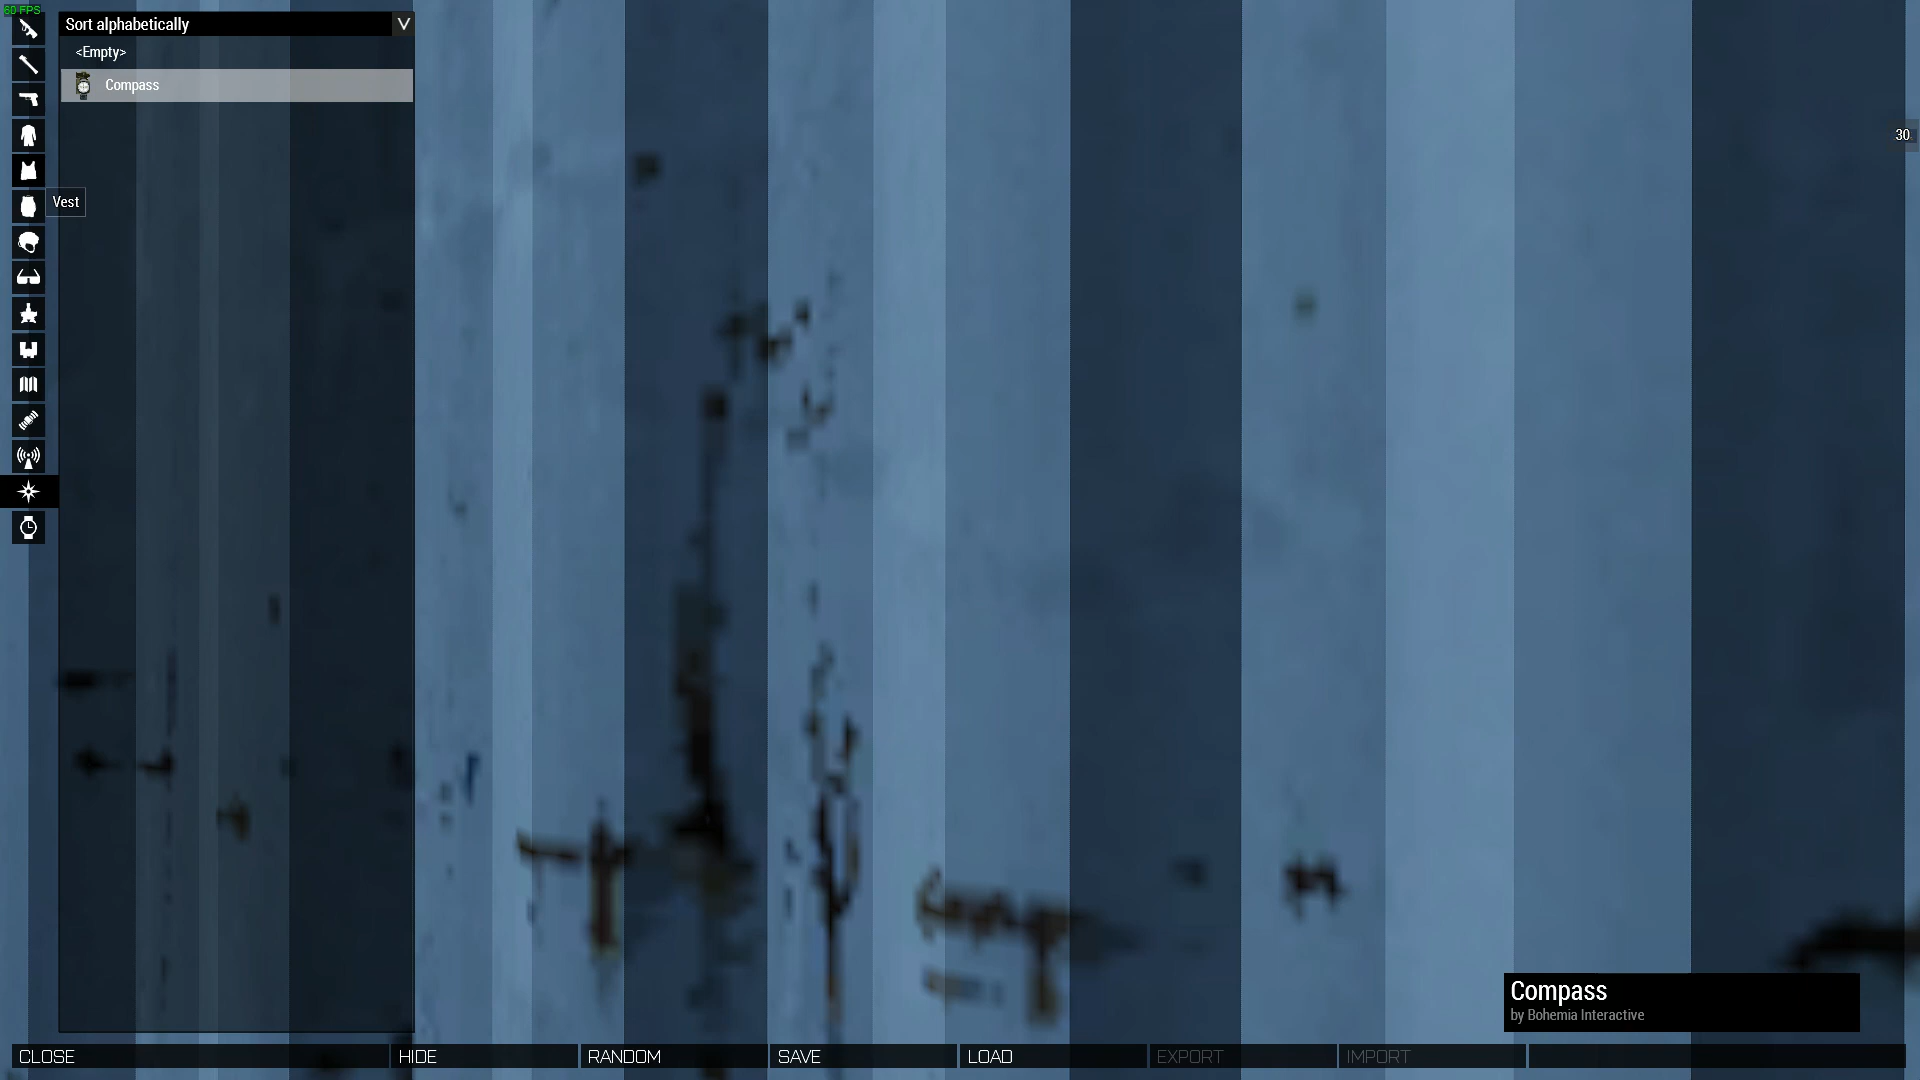 60 FPS
Sort alphabetically
<Empty>
Compass
30
Vest
Compass
by Bohemia Interactive
CLOSE
HIDE
RANDOM
SAVE
LOAD
EXPORT
IMPORT